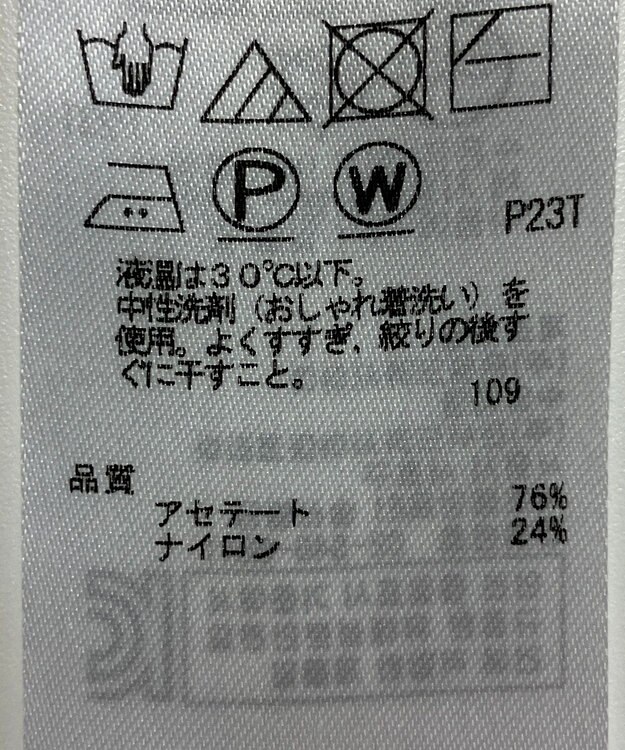 P
W
P23T
液温は30℃以下。
中性洗剤（おしゃれ着洗い）を
使用。よくすすぎ、絞りの後す
ぐに干すこと。
109
品質
アセテート 76%
ナイロン 24%